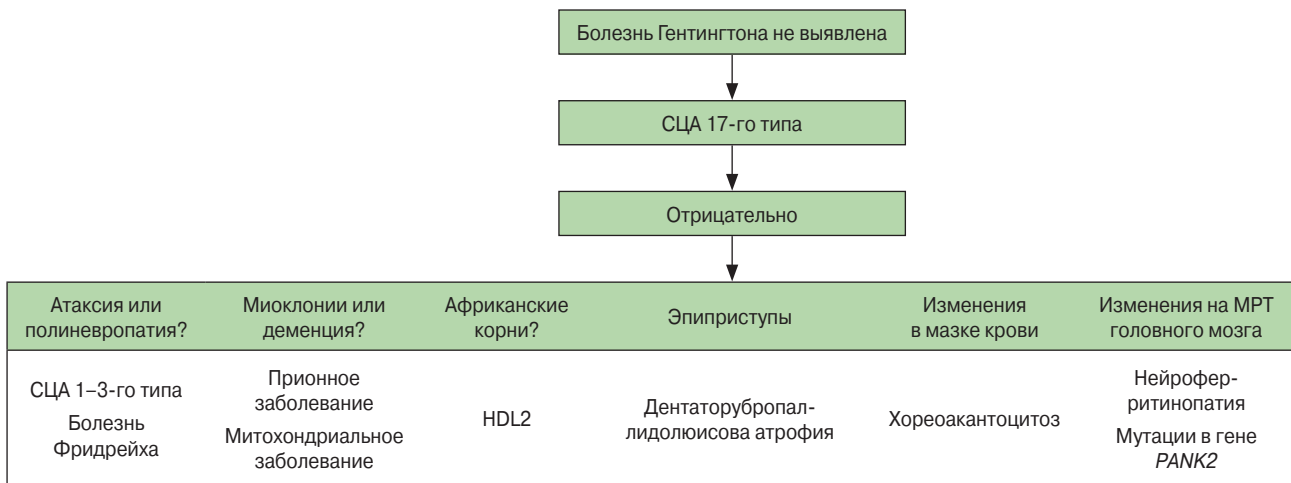 Болезнь Гентингтона не выявлена
СЦА 17-го типа
Отрицательно
Атаксия или
полиневропатия?
Миоклонии или
деменция?
Африканские
корни?
Эпиприступы
Изменения
в мазке крови
Изменения на МРТ
головного мозга
СЦА 1–3-го типа
Болезнь
Фридрейха
Прионное
заболевание
Митохондриальное
заболевание
HDL2
Дентаторубропал-
лидолюисова атрофия
Хореоакантоцитоз
Нейрофер-
ритинопатия
Мутации в гене
PANK2